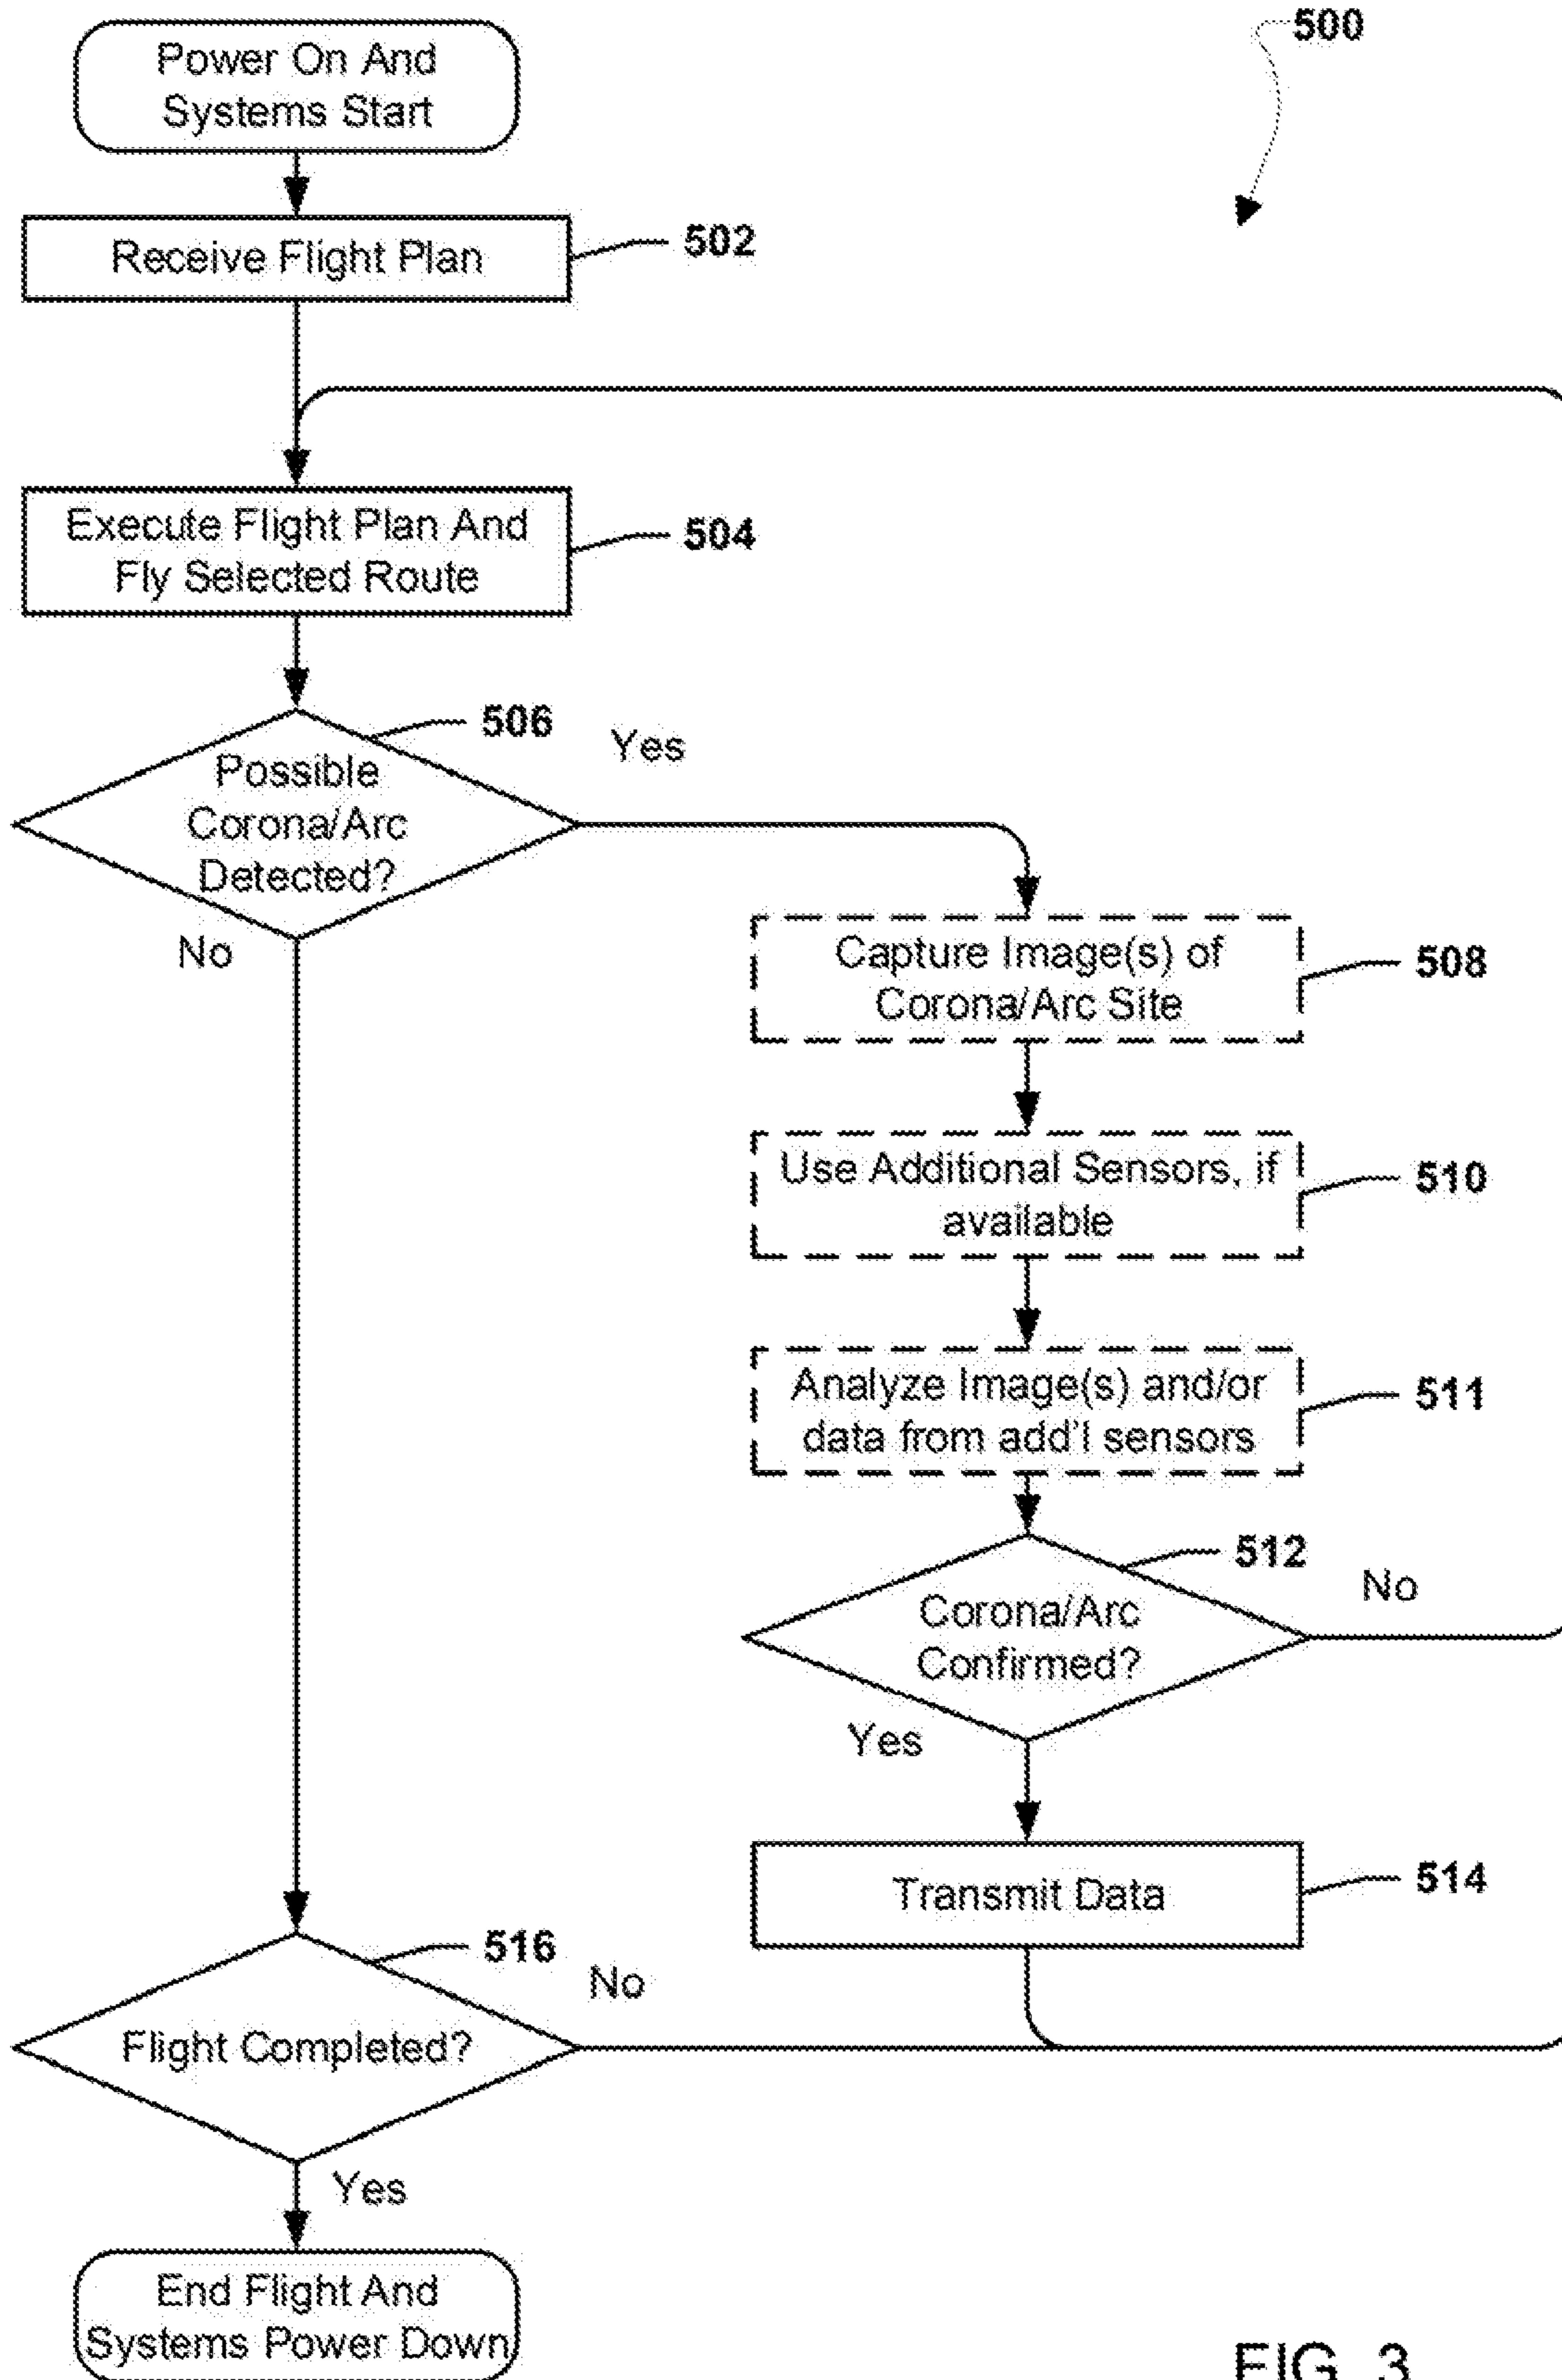 Power On And
Systems Start
500
Receive Flight Plan
502
Execute Flight Plan And
Fly Selected Route
504
506
Yes
Possible
Corona/Arc
Detected?
No
Capture Image(s) of
Corona/Arc Site
508
Use Additional Sensors, if
available
510
Analyze Image(s) and/or
data from add'l sensors
511
512
No
Corona/Arc
Confirmed?
Yes
Transmit Data
514
516
No
Flight Completed?
Yes
End Flight And
Systems Power Down
FIG. 3